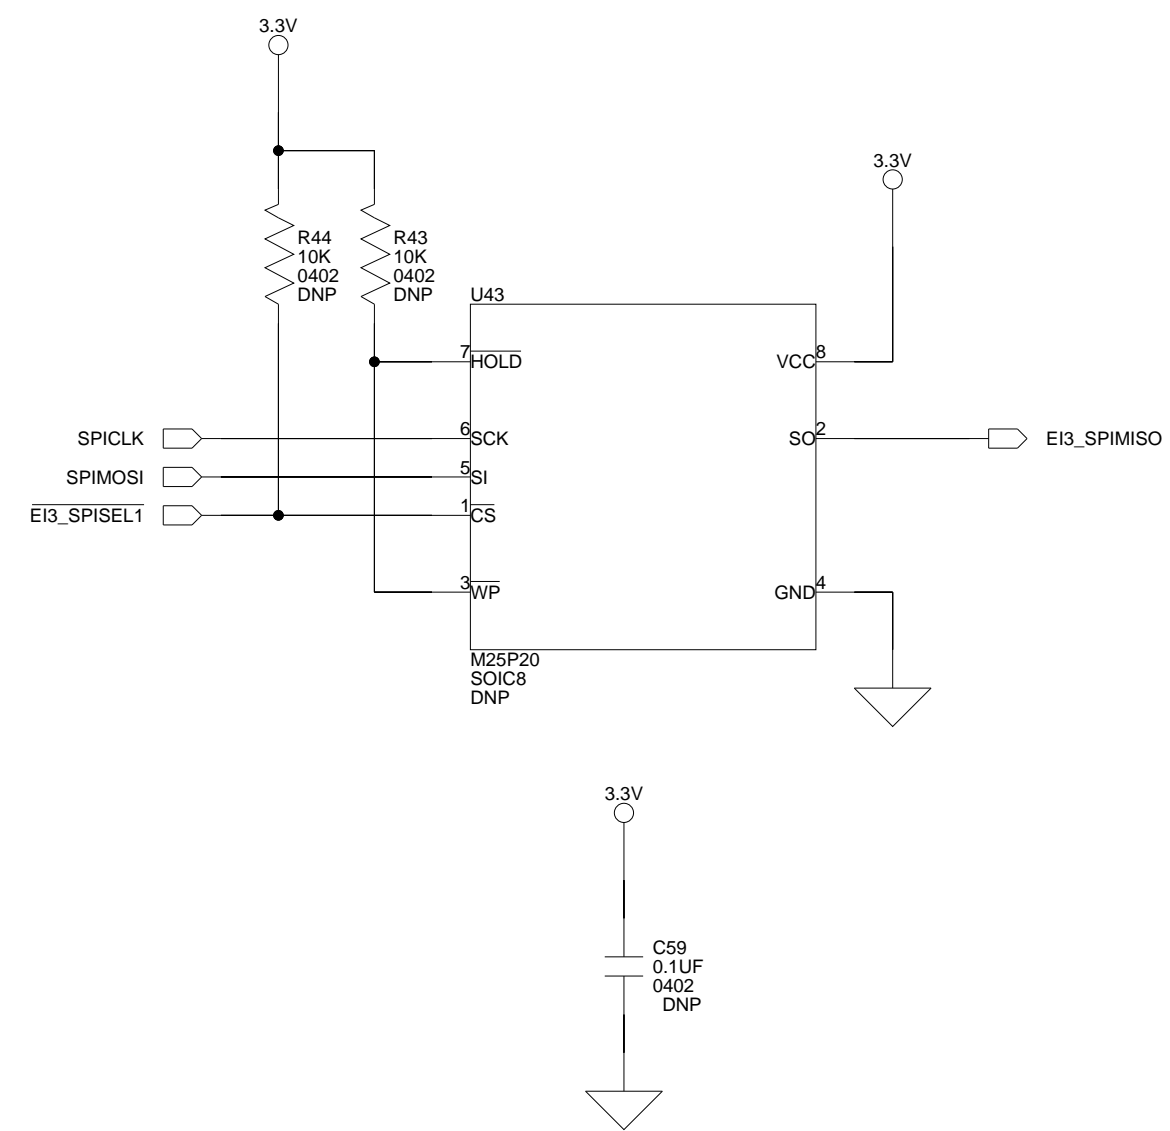 3.3V
3.3V
R44
10K
0402
DNP
R43
10K
0402
DNP
U43
7
HOLD
VCC
8
SPICLK
6
SCK
SO
2
EI3_SPIMISO
SPIMOSI
5
SI
EI3_SPISEL1
1
CS
3
WP
GND
4
M25P20
SOIC8
DNP
3.3V
C59
0.1UF
0402
DNP